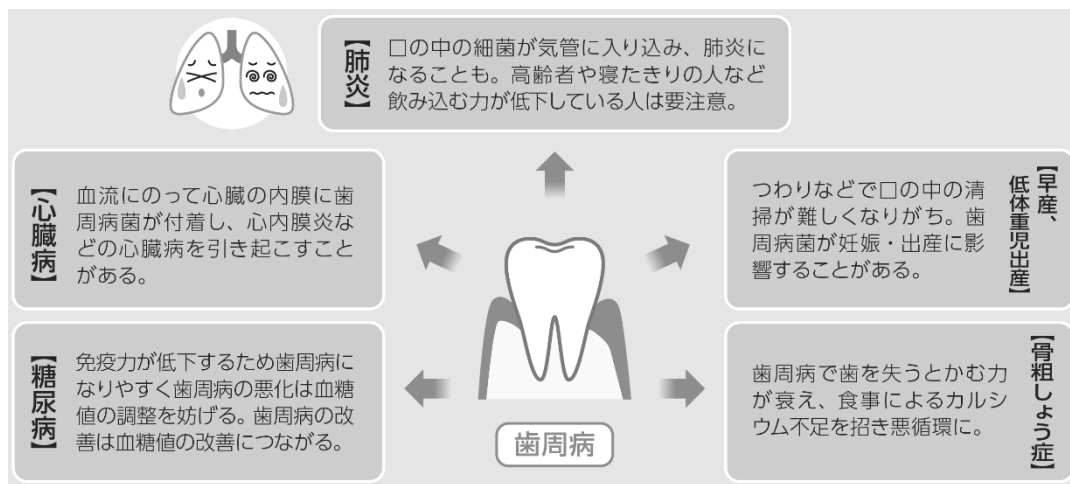 【肺炎】
口の中の細菌が気管に入り込み、肺炎に
なることも。高齢者や寝たきりの人など
飲み込む力が低下している人は要注意。
【心臓病】
血流にのって心臓の内膜に歯
周病菌が付着し、心内膜炎な
どの心臓病を引き起こすこと
がある。
【早産、
低体重児出産】
つわりなどで口の中の清
掃が難しくなりがち。歯
周病菌が妊娠・出産に影
響することがある。
【糖尿病】
免疫力が低下するため歯周病に
なりやすく歯周病の悪化は血糖
値の調整を妨げる。歯周病の改
善は血糖値の改善につながる。
【骨粗しょう症】
歯周病で歯を失うとかむ力
が衰え、食事によるカルシ
ウム不足を招き悪循環に。
歯周病